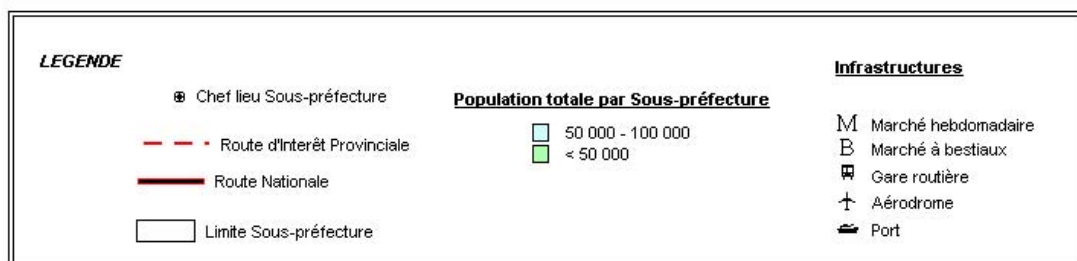 LEGENDE
Chef lieu Sous-préfecture
Route d'Intérêt Provinciale
Route Nationale
Limite Sous-préfecture
Population totale par Sous-préfecture
50 000 - 100 000
< 50 000
Infrastructures
M Marché hebdomadaire
B Marché à bestiaux
Gare routière
Aérodrome
Port